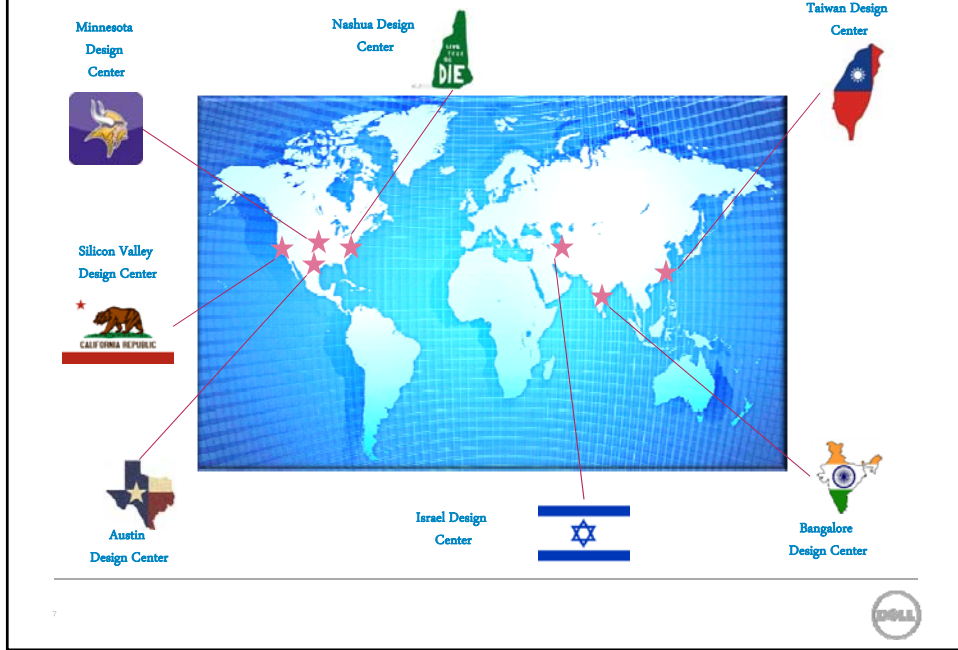 Minnesota
Design
Center
Nashua Design
Center
LIVE
FREE
OR
DIE
Taiwan Design
Center
Silicon Valley
Design Center
CALIFORNIA REPUBLIC
Austin
Design Center
Israel Design
Center
Bangalore
Design Center
7
DELL